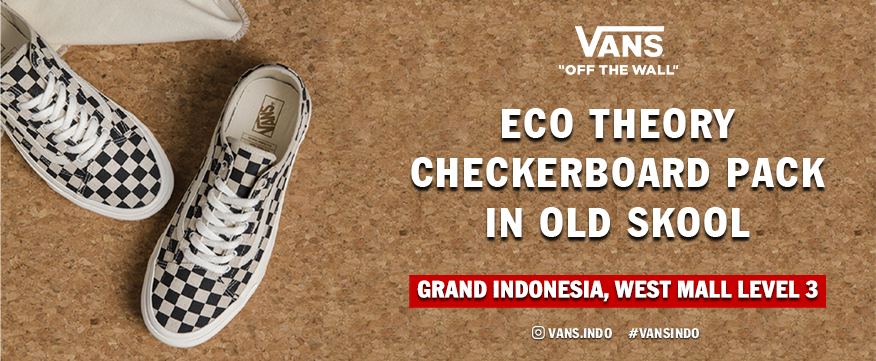 VANS
"OFF THE WALL"
ECO THEORY
CHECKERBOARD PACK
IN OLD SKOOL
GRAND INDONESIA, WEST MALL LEVEL 3
VANS.INDO #VANSINDO
VANS